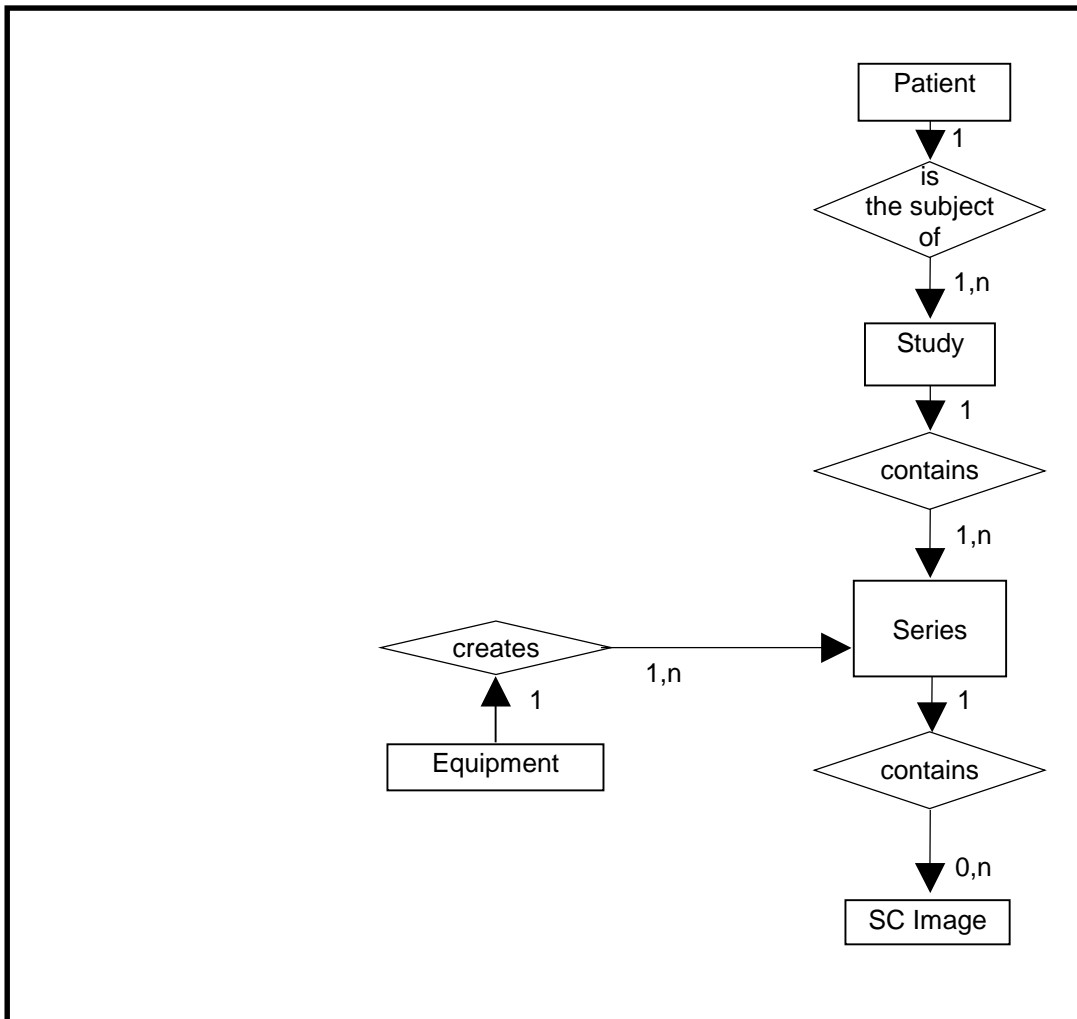 Patient
1
is
the subject
of
1,n
Study
1
contains
1,n
Series
creates
1,n
1
1
Equipment
contains
0,n
SC Image